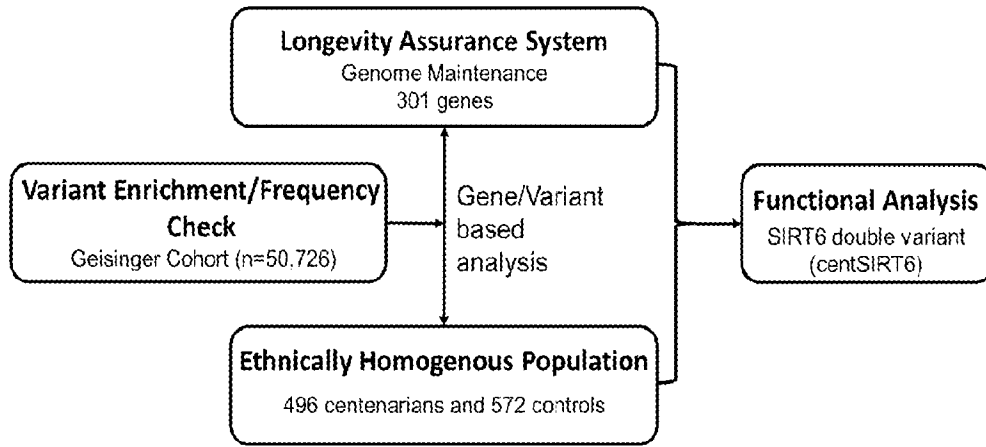 Longevity Assurance System
Genome Maintenance
301 genes
Variant Enrichment/Frequency
Check
Geisinger Cohort (n=50,726)
Gene/Variant
based
analysis
Functional Analysis
SIRT6 double variant
(centSIRT6)
Ethnically Homogenous Population
496 centenarians and 572 controls